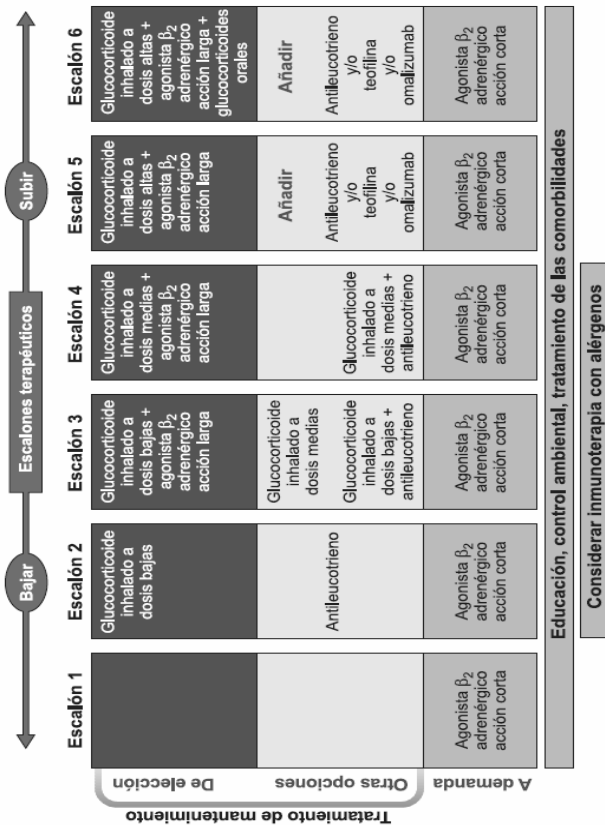 Bajar
Escalones terapéuticos
Subir
Escalón 1
Escalón 2
Escalón 3
Escalón 4
Escalón 5
Escalón 6
Tratamiento de mantenimiento
De elección
Glucocorticoide
inhalado a
dosis bajas
Glucocorticoide
inhalado a
dosis bajas +
agonista β2
adrenérgico
acción larga
Glucocorticoide
inhalado a
dosis medias +
agonista β2
adrenérgico
acción larga
Glucocorticoide
inhalado a
dosis altas +
agonista β2
adrenérgico
acción larga
Glucocorticoide
inhalado a
dosis altas +
agonista β2
adrenérgico
acción larga +
glucocorticoides
orales
Otras opciones
Antileucotrieno
Glucocorticoide
inhalado a
dosis medias
Glucocorticoide
inhalado a
dosis bajas +
antileucotrieno
Glucocorticoide
inhalado a
dosis medias +
antileucotrieno
Añadir
Antileucotrieno
y/o
teofilina
y/o
omalizumab
Añadir
Antileucotrieno
y/o
teofilina
y/o
omalizumab
A demanda
Agonista β2
adrenérgico
acción corta
Agonista β2
adrenérgico
acción corta
Agonista β2
adrenérgico
acción corta
Agonista β2
adrenérgico
acción corta
Agonista β2
adrenérgico
acción corta
Agonista β2
adrenérgico
acción corta
Educación, control ambiental, tratamiento de las comorbilidades
Considerar imunoterapia con alérgenos